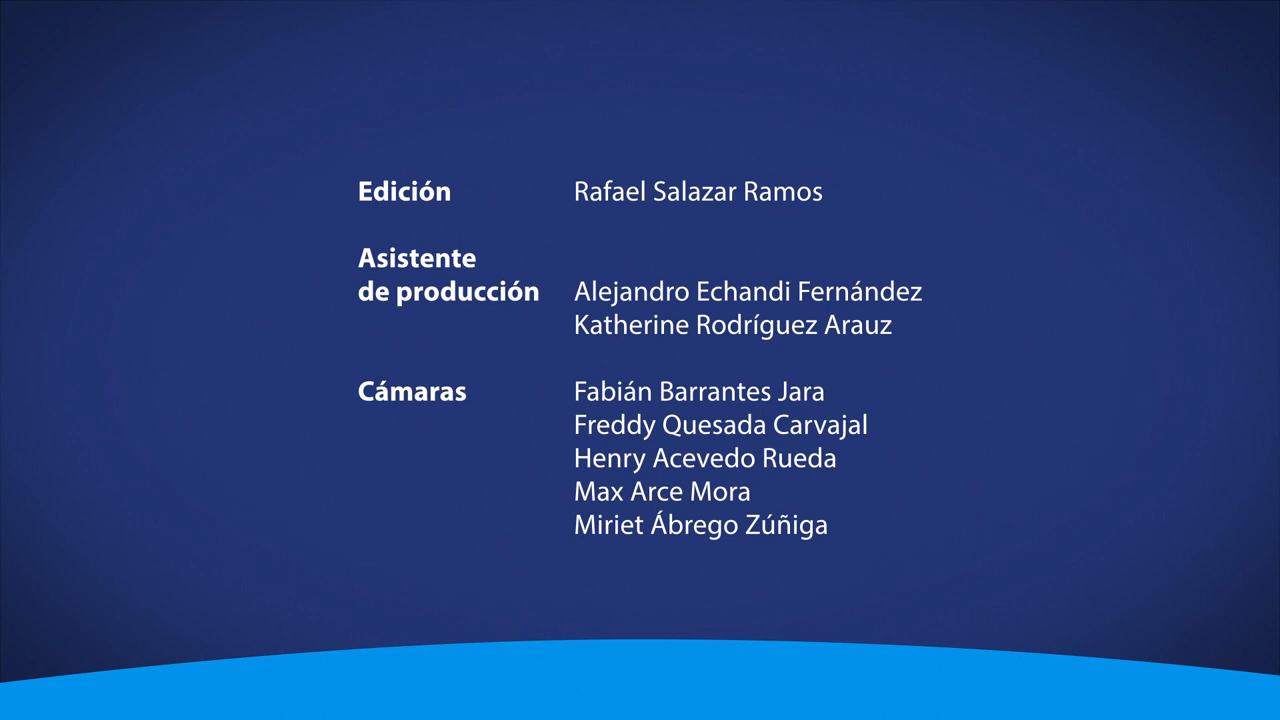 Edición Rafael Salazar Ramos
Asistente
de producción Alejandro Echandi Fernández
Katherine Rodríguez Arauz
Cámaras Fabián Barrantes Jara
Freddy Quesada Carvajal
Henry Acevedo Rueda
Max Arce Mora
Miriet Ábrego Zúñiga